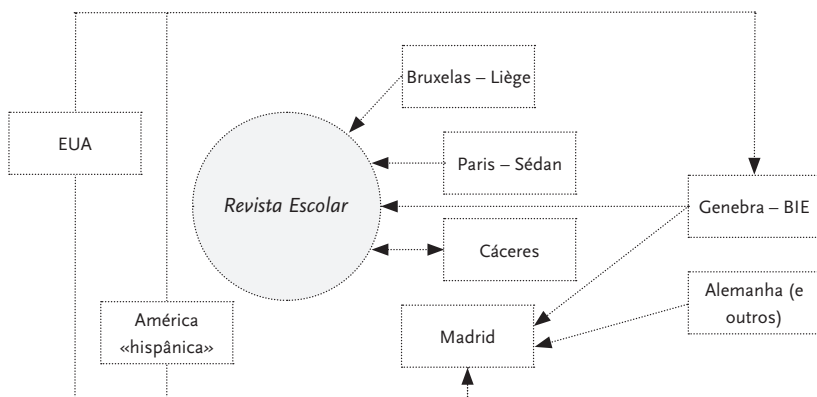 Bruxelas – Liège
EUA
Paris – Sédan
Revista Escolar
Genebra – BIE
Cáceres
Alemanha (e
outros)
América
«hispânica»
Madrid